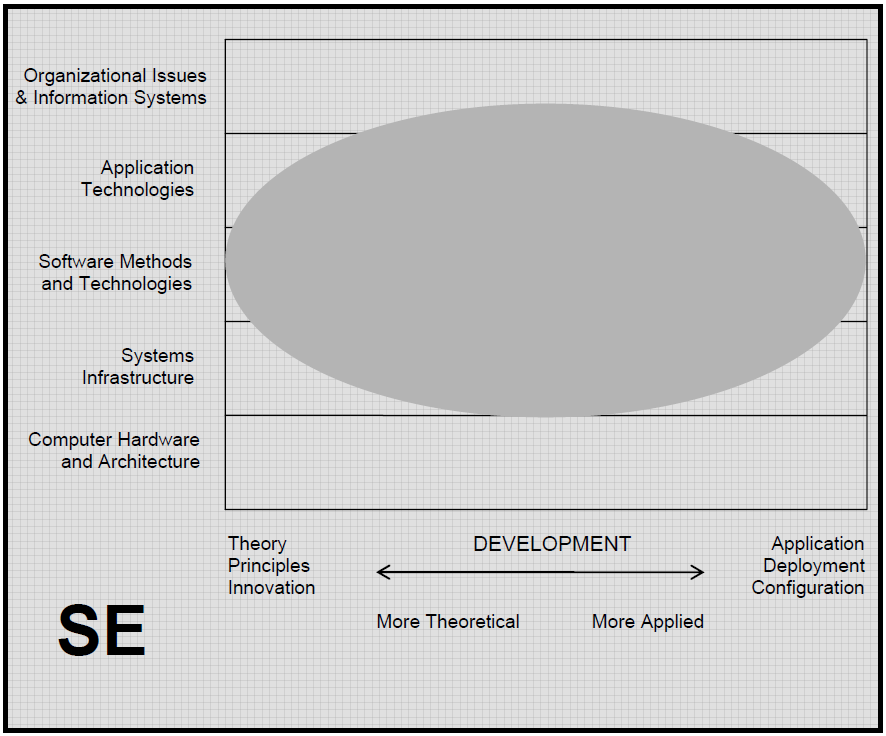 Organizational Issues
& Information Systems
Application
Technologies
Software Methods
and Technologies
Systems
Infrastructure
Computer Hardware
and Architecture
Theory
Principles
Innovation
DEVELOPMENT
Application
Deployment
Configuration
More Theoretical
More Applied
SE